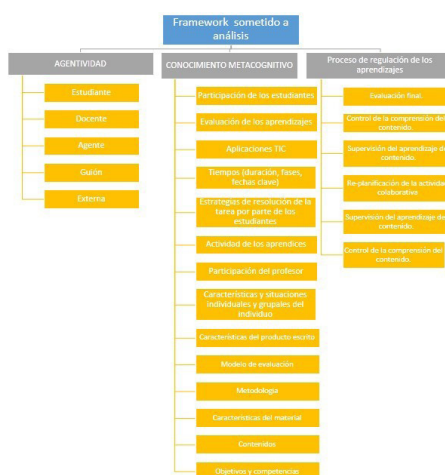 Framework sometido a
análisis
AGENTIVIDAD
Estudiante
Docente
Agente
Guión
Externa
CONOCIMIENTO METACOGNITIVO
Participación de los estudiantes
Evaluación de los aprendizajes
Aplicaciones TIC
Tiempos (duración, fases,
fechas clave)
Estrategias de resolución de la
tarea por parte de los
estudiantes
Actividad de los aprendices
Participación del profesor
Características y situaciones
individuales y grupales del
individuo
Características del producto escrito
Modelo de evaluación
Metodología
Características del material
Contenidos
Objetivos y competencias
Proceso de regulación de los
aprendizajes
Evaluación final.
Control de la comprensión del
contenido.
Supervisión del aprendizaje de
contenido.
Re-planificación de la activida
colaborativo
Supervisión del aprendizaje de
contenido.
Control de la comprensión del
contenido.